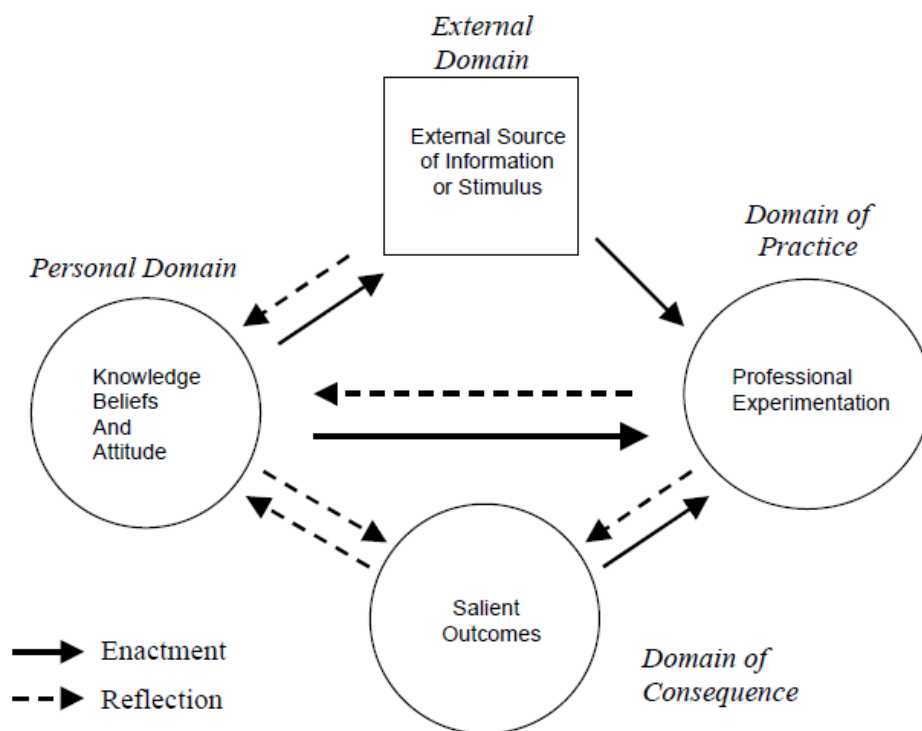 External
Domain
External Source
of Information
or Stimulus
Domain of
Practice
Personal Domain
Knowledge
Beliefs
And
Attitude
Professional
Experimentation
Salient
Outcomes
Enactment
Reflection
Domain of
Consequence